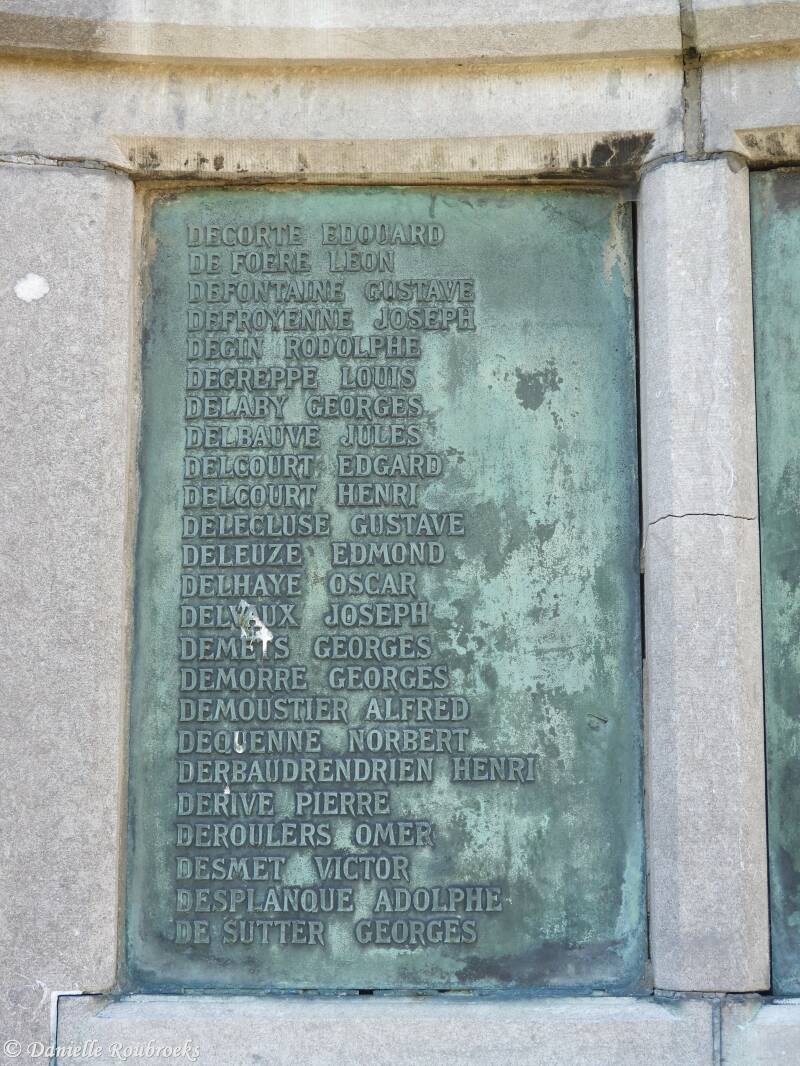 DECORTE EDOUARD
DE FOERE LÉON
DEFONTAINE GUSTAVE
DEFROYENNE JOSEPH
DEGIN RODOLPHE
DEGREPPE LOUIS
DELABY GEORGES
DELBAUVE JULES
DELCOURT EDGARD
DELCOURT HENRI
DELECLUSE GUSTAVE
DELEUZE EDMOND
DELHAYE OSCAR
DELVAUX JOSEPH
DEMETS GEORGES
DEMORRE GEORGES
DEMOUSTIER ALFRED
DEQUENNE NORBERT
DERBAUDRENDRIEN HENRI
DERIVE PIERRE
DEROULERS OMER
DESMET VICTOR
DESPLANQUE ADOLPHE
DE SUTTER GEORGES
© Danielle Roubroeks